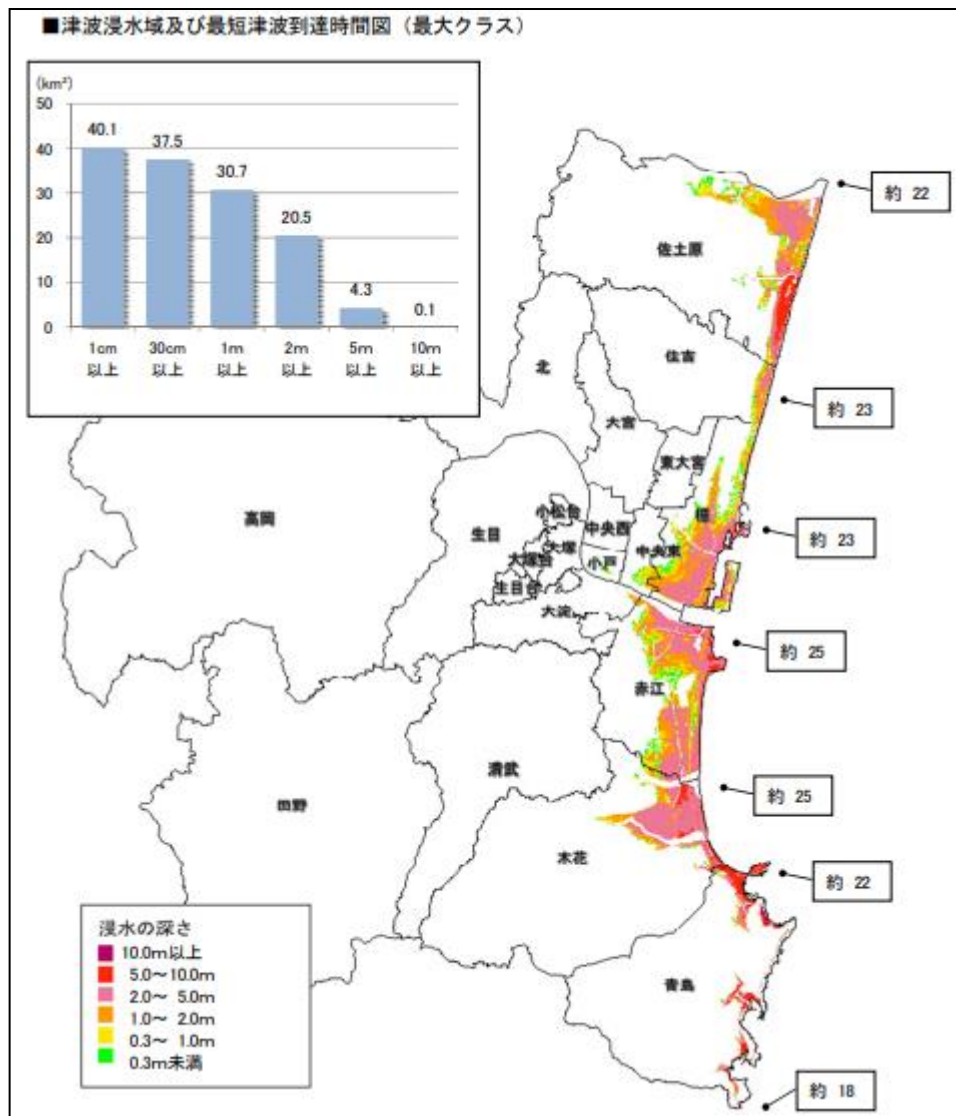 ■津波浸水域及び最短津波到達時間図（最大クラス）
(km²)
50
40
30
20
10
0
40.1
37.5
30.7
20.5
4.3
0.1
1cm
以上
30cm
以上
1m
以上
2m
以上
5m
以上
10m
以上
約 22
佐土原
住吉
北
約 23
大宮
東大宮
檍
高岡
生目
小松台
中央西
約 23
大塚
中央東
大塚台
小戸
生目台
大淀
約 25
赤江
清武
約 25
田野
木花
約 22
青島
約 18
浸水の深さ
10.0m以上
5.0～10.0m
2.0～ 5.0m
1.0～ 2.0m
0.3～ 1.0m
0.3m未満